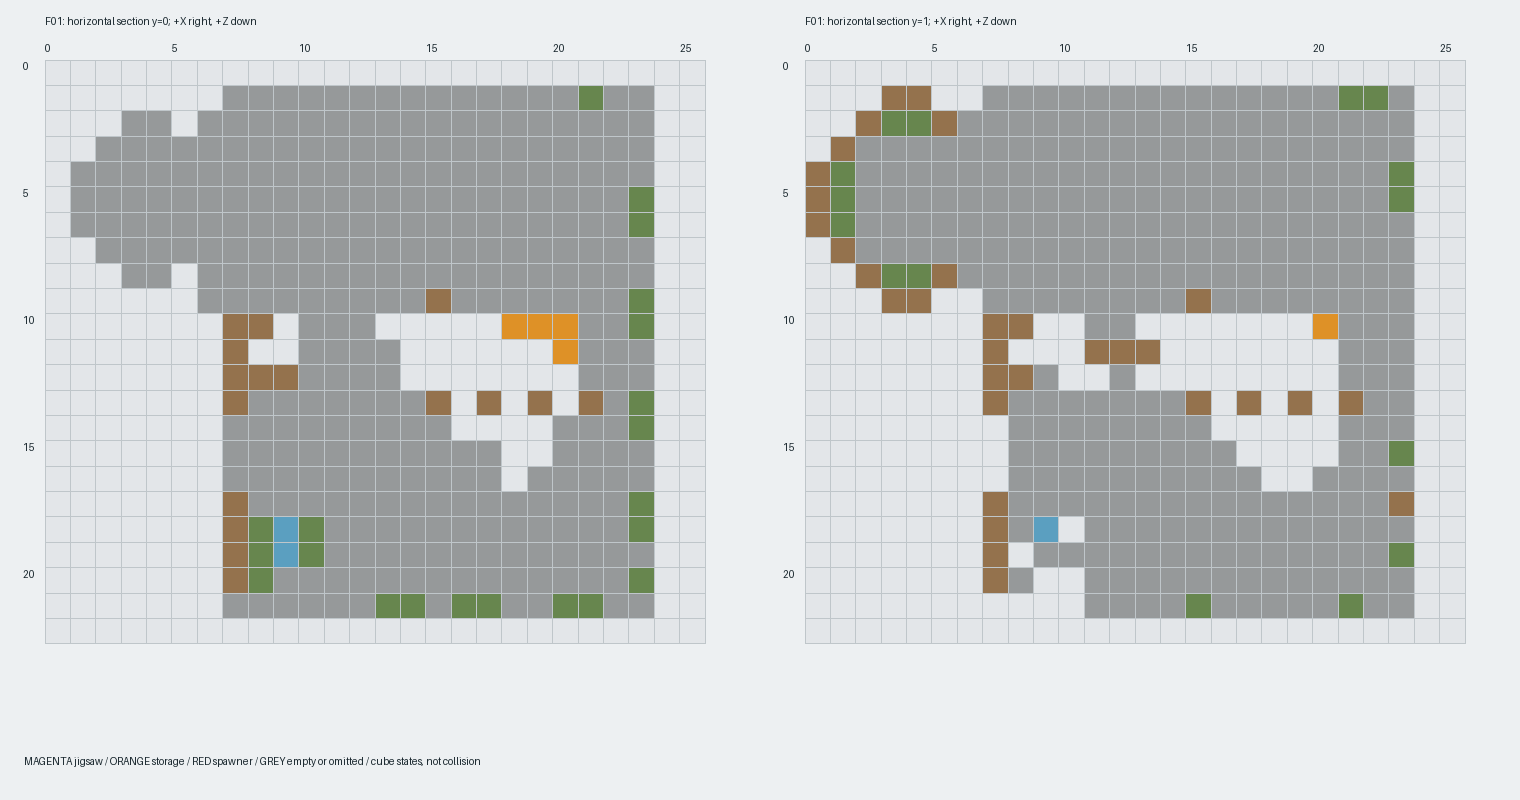 F01: horizontal section y=0; +X right, +Z down
F01: horizontal section y=1; +X right, +Z down
0 5 10 15 20 25
0 5 10 15 20 25
0 0
5 5
10 10
15 15
20 20
MAGENTA jigsaw / ORANGE storage / RED spawner / GREY empty or omitted / cube states, not collision